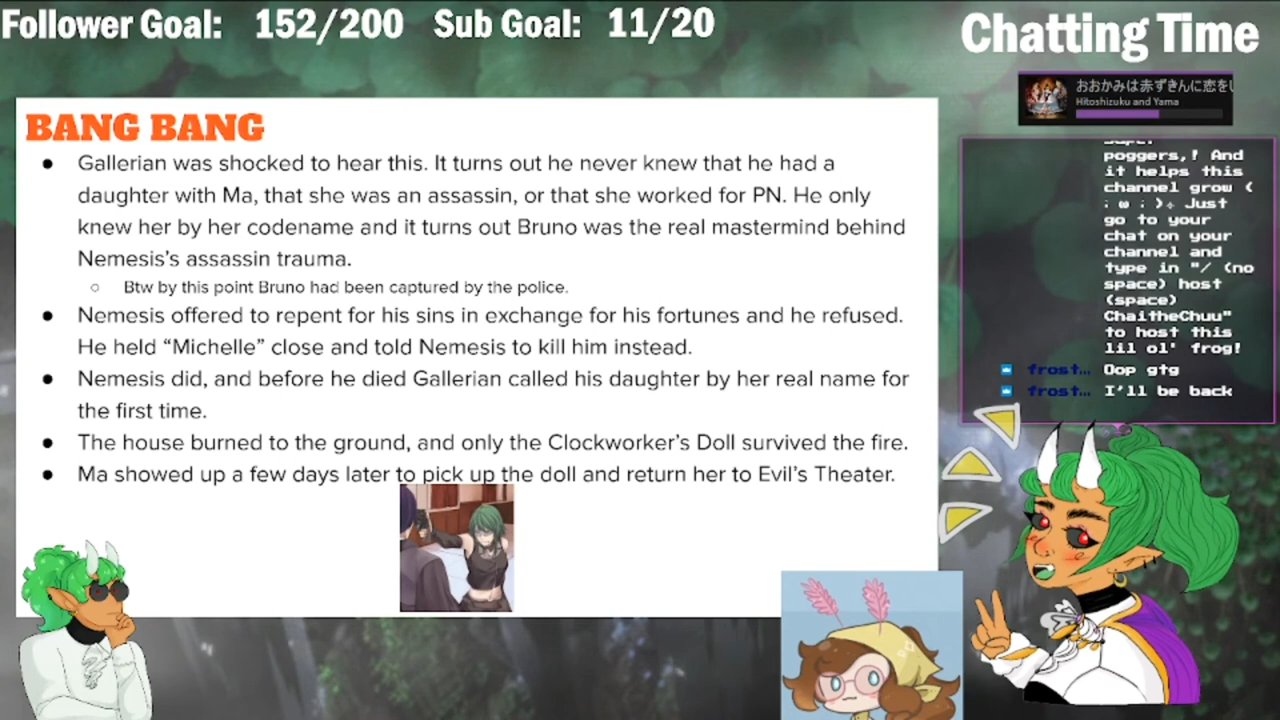 Follower Goal: 152/200 Sub Goal: 11/20
Chatting Time
おおかみは赤ずきんに恋を
Hitoshizuku and Yama
BANG BANG
● Gallerian was shocked to hear this. It turns out he never knew that he had a
daughter with Ma, that she was an assassin, or that she worked for PN. He only
knew her by her codename and it turns out Bruno was the real mastermind behind
Nemesis's assassin trauma.
○ Btw by this point Bruno had been captured by the police.
● Nemesis offered to repent for his sins in exchange for his fortunes and he refused.
He held “Michelle” close and told Nemesis to kill him instead.
● Nemesis did, and before he died Gallerian called his daughter by her real name for
the first time.
● The house burned to the ground, and only the Clockworker's Doll survived the fire.
● Ma showed up a few days later to pick up the doll and return her to Evil's Theater.
poggers,! And
it helps this
channel grow (
; ω ; )÷ Just
go to your
chat on your
channel and
type in "/ (no
space) host
(space)
ChaitheChuu"
to host this
lil ol' frog!
frost... Oop gtg
frost... I'll be back